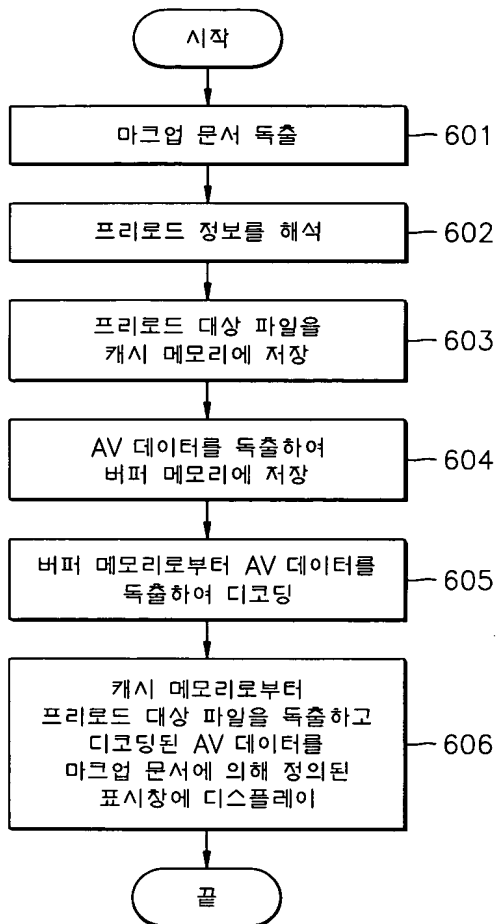 시작
마크업 문서 독출
601
프리로드 정보를 해석
602
프리로드 대상 파일을
캐시 메모리에 저장
603
AV 데이터를 독출하여
버퍼 메모리에 저장
604
버퍼 메모리로부터 AV 데이터를
독출하여 디코딩
605
캐시 메모리로부터
프리로드 대상 파일을 독출하고
디코딩된 AV 데이터를
마크업 문서에 의해 정의된
표시창에 디스플레이
606
끝